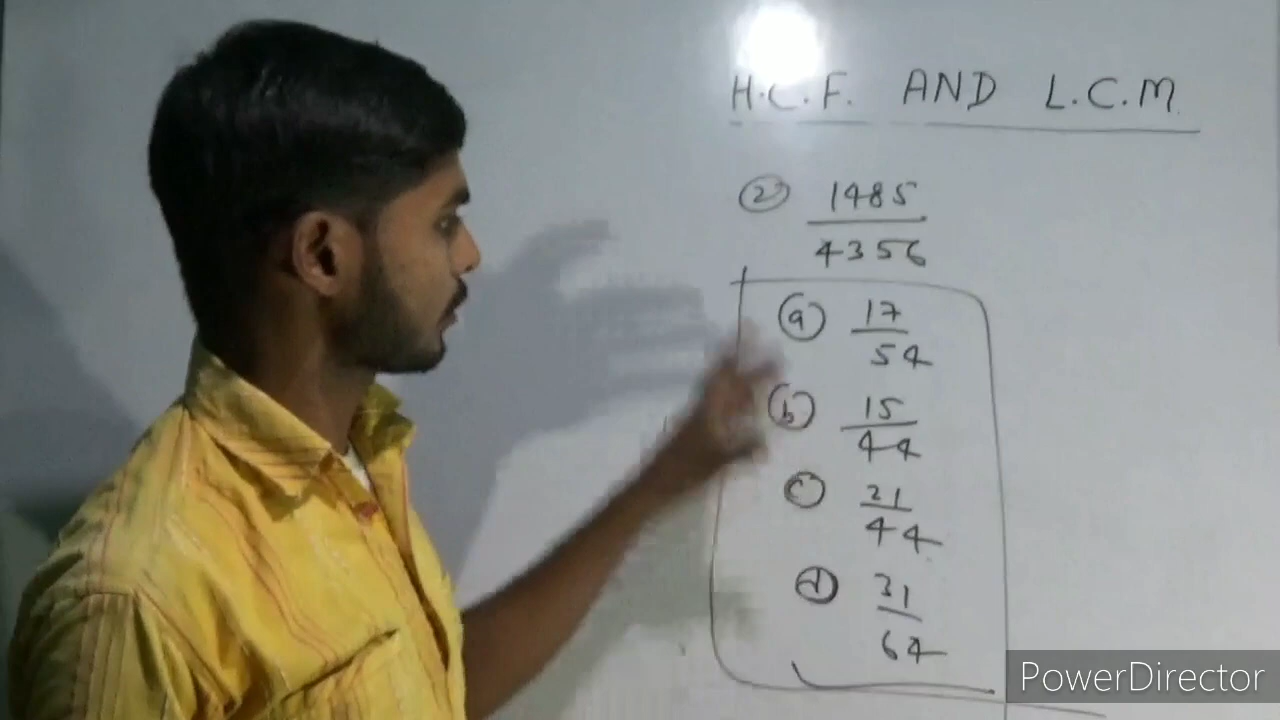 H.C.F. AND L.C.M.
(2) 1485
4356
(a) 17
54
(b) 15
44
(c) 21
44
(d) 31
64
PowerDirector